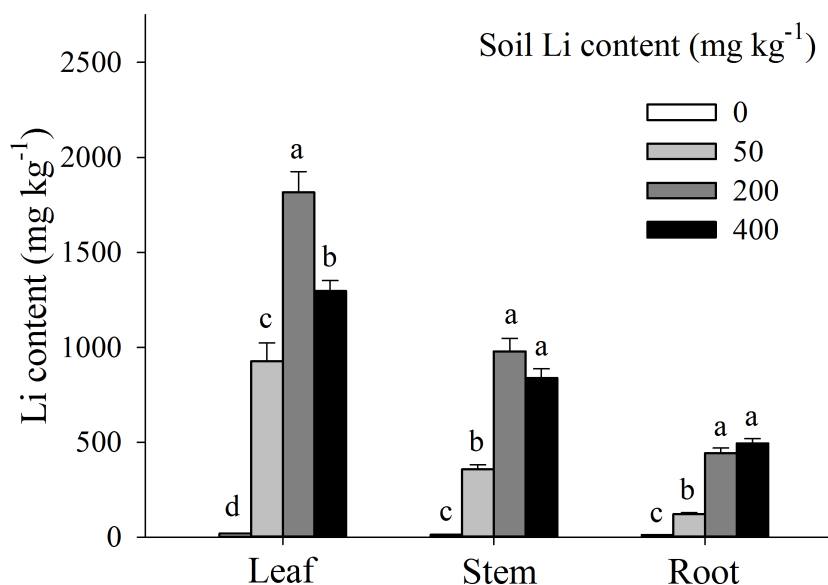 Soil Li content (mg kg⁻¹)
0
50
200
400
Li content (mg kg⁻¹)
2500
2000
1500
1000
500
0
d c a b
c b a a
c b a a
Leaf Stem Root